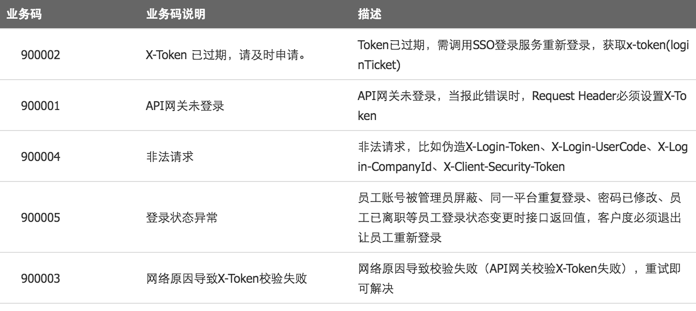 业务码 业务码说明 描述
900002 X-Token 已过期，请及时申请。 Token已过期，需调用SSO登录服务重新登录，获取x-token(logi
nTicket)
900001 API网关未登录 API网关未登录，当报此错误时，Request Header必须设置X-To
ken
900004 非法请求 非法请求，比如伪造X-Login-Token、X-Login-UserCode、X-Log
in-CompanyId、X-Client-Security-Token
900005 登录状态异常 员工账号被管理员屏蔽、同一平台重复登录、密码已修改、员
工已离职等员工登录状态变更时接口返回值，客户度必须退出
让员工重新登录
900003 网络原因导致X-Token校验失败 网络原因导致校验失败（API网关校验X-Token失败），重试即
可解决